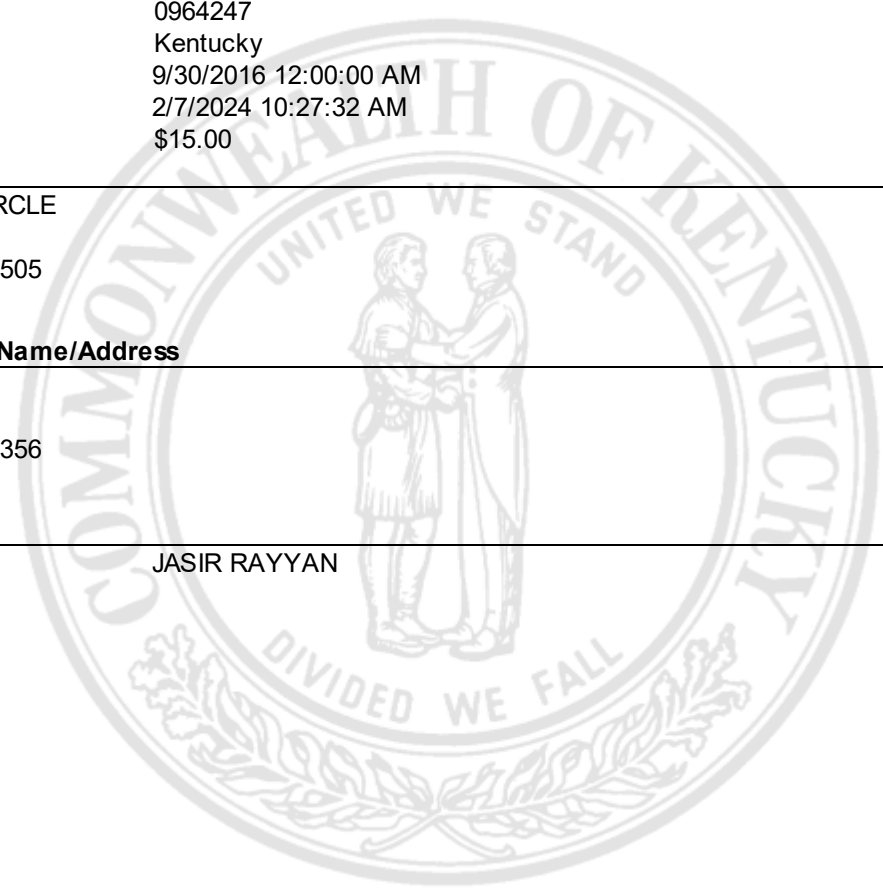 0964247
Kentucky
9/30/2016 12:00:00 AM
2/7/2024 10:27:32 AM
$15.00
RCLE
505
Name/Address
356
JASIR RAYYAN
COMMONWEALTH OF KENTUCKY
UNITED WE STAND
DIVIDED WE FALL